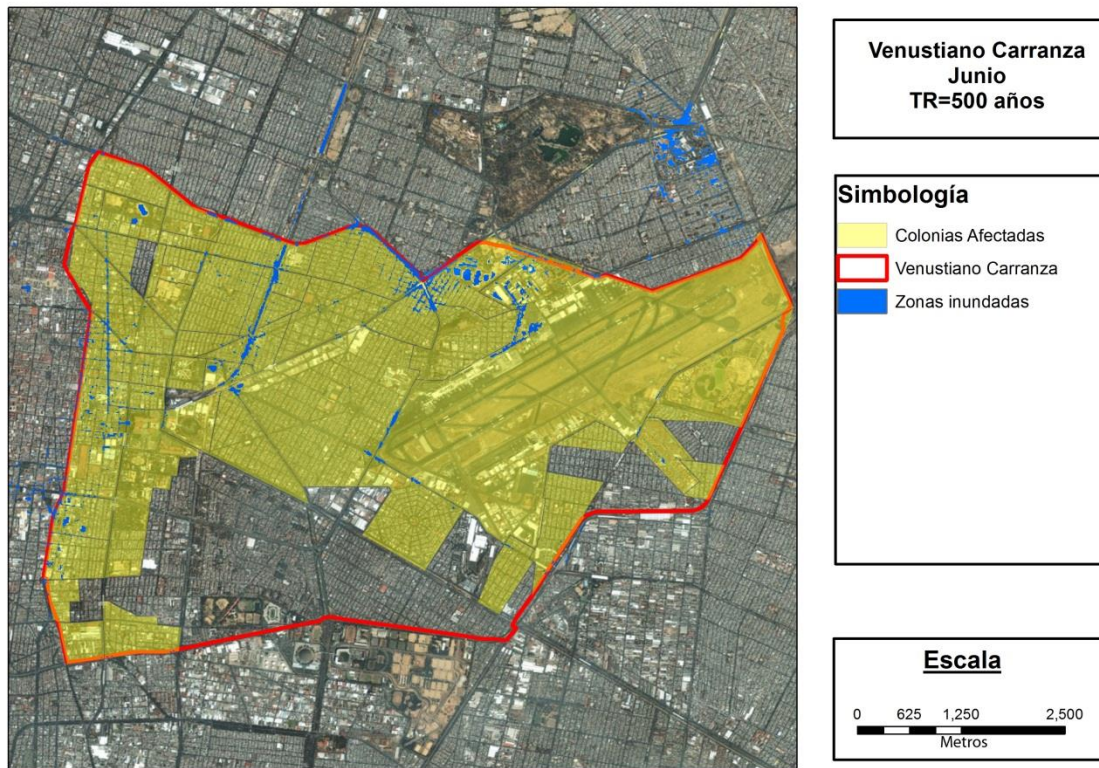 Venustiano Carranza
Junio
TR=500 años
Simbología
Colonias Afectadas
Venustiano Carranza
Zonas inundadas
Escala
0 625 1,250 2,500
Metros